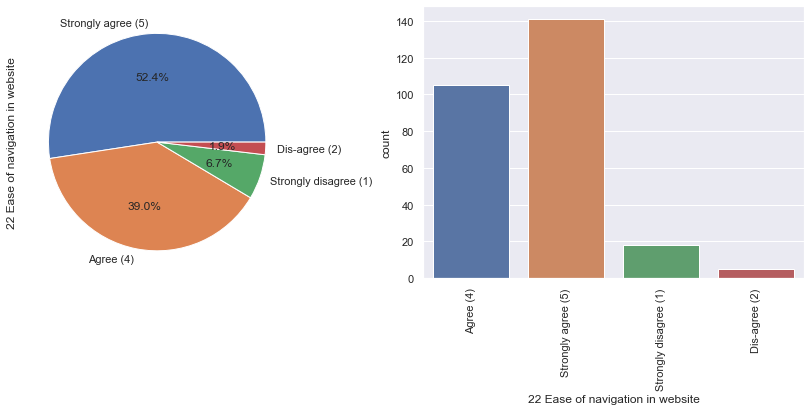 Strongly agree (5)
52.4%
22 Ease of navigation in website
1.9%
Dis-agree (2)
6.7%
Strongly disagree (1)
39.0%
Agree (4)
140
120
100
80
60
40
20
0
count
Agree (4)
Strongly agree (5)
Strongly disagree (1)
Dis-agree (2)
22 Ease of navigation in website